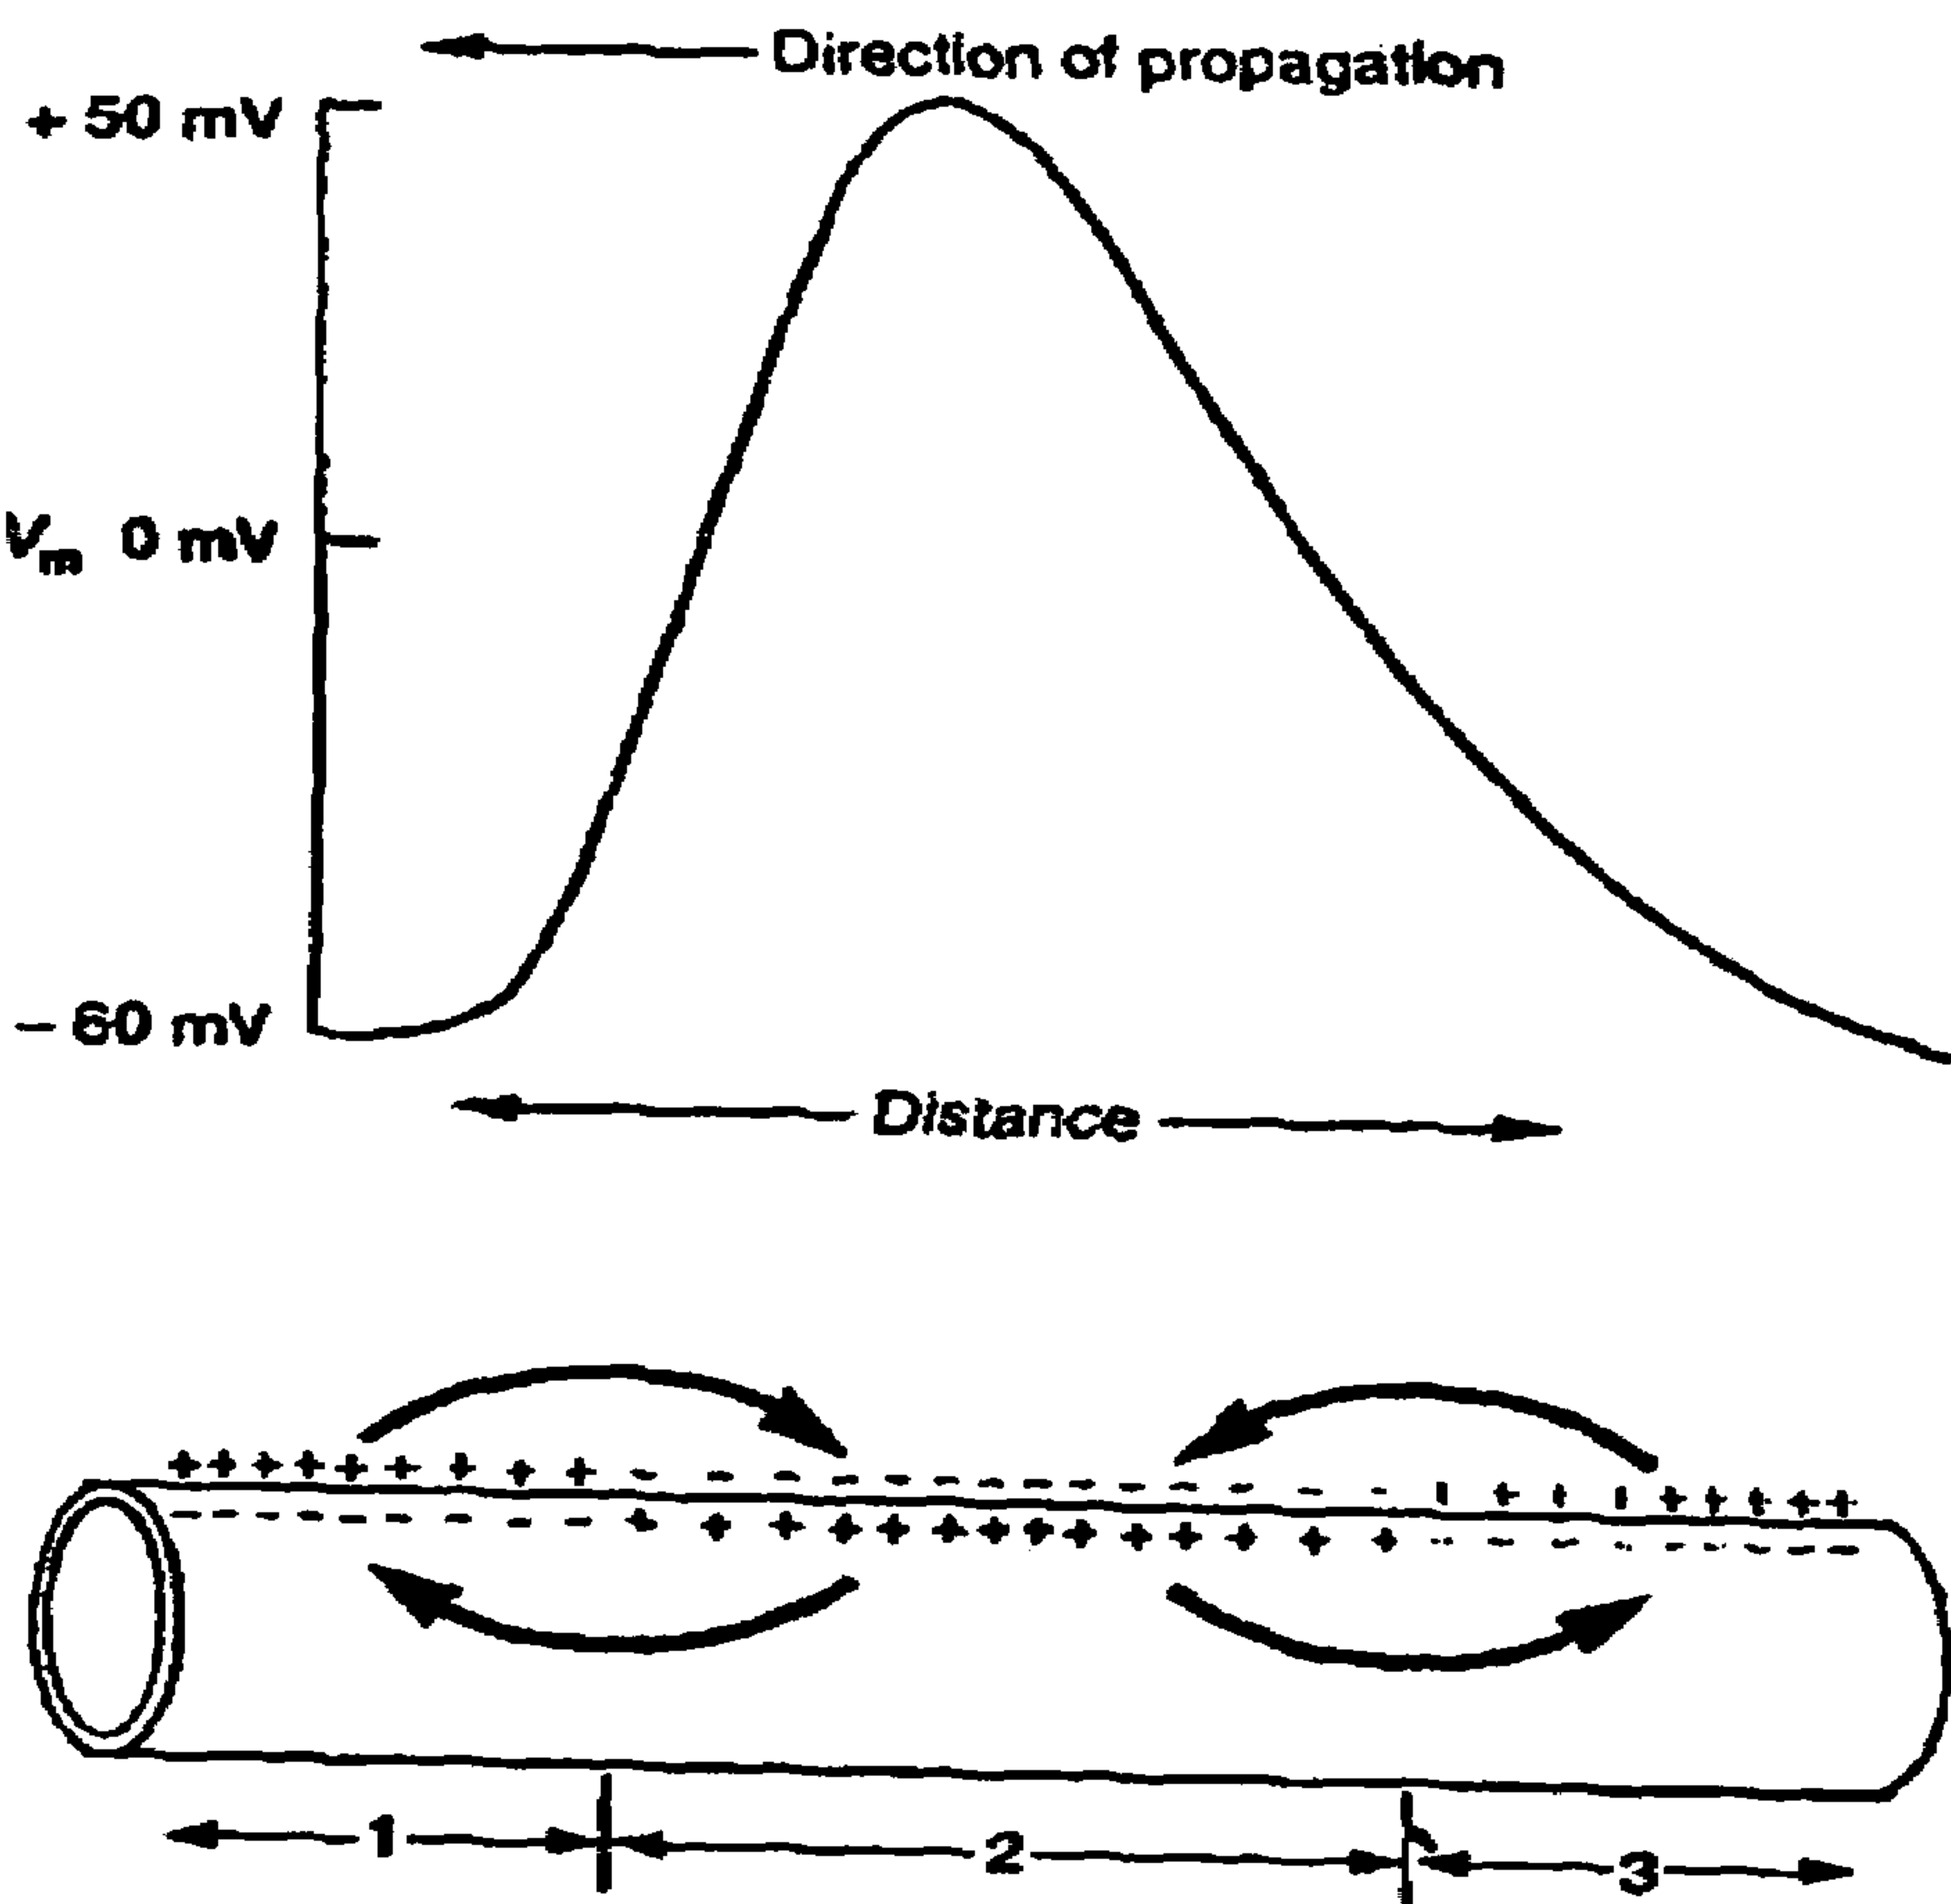 Direction of propagation
+ 50 mV
Vm 0 mV
− 60 mV
Distance
1
2
3